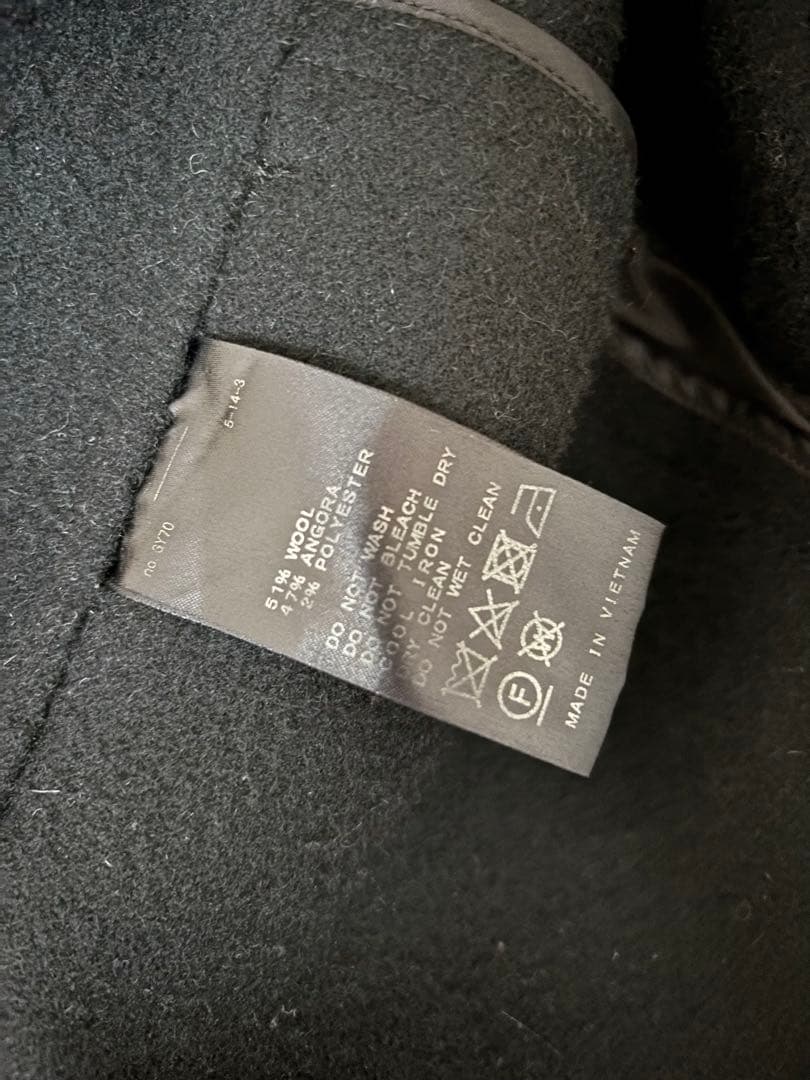 no. 3Y70
5-14-3
51% WOOL
47% ANGORA
2% POLYESTER
DO NOT WASH
DO NOT BLEACH
DO NOT TUMBLE DRY
COOL IRON
DRY CLEAN
DO NOT WET CLEAN
F
W
MADE IN VIETNAM